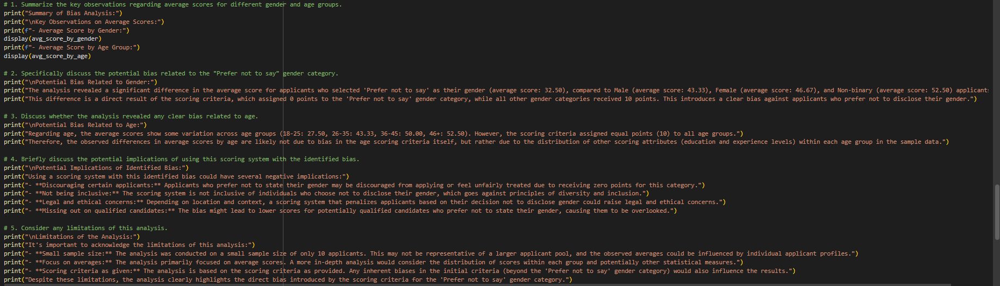 # 1. Summarize the key observations regarding average scores for different gender and age groups.
print("Summary of Bias Analysis:")
print("\nKey Observations on Average Scores:")
print(f"- Average Score by Gender:")
display(avg_score_by_gender)
print(f"- Average Score by Age Group:")
display(avg_score_by_age)
# 2. Specifically discuss the potential bias related to the "Prefer not to say" gender category.
print("\nPotential Bias Related to Gender:")
print("The analysis revealed a significant difference in the average score for applicants who selected 'Prefer not to say' as their gender (average score: 32.50), compared to Male (average score: 43.33), Female (average score: 46.67), and Non-binary (average score: 52.50) applicant
print("This difference is a direct result of the scoring criteria, which assigned 0 points to the 'Prefer not to say' gender category, while all other gender categories received 10 points. This introduces a clear bias against applicants who prefer not to disclose their gender.")
# 3. Discuss whether the analysis revealed any clear bias related to age.
print("\nPotential Bias Related to Age:")
print("Regarding age, the average scores show some variation across age groups (18-25: 27.50, 26-35: 43.33, 36-45: 50.00, 46+: 52.50). However, the scoring criteria assigned equal points (10) to all age groups.")
print("Therefore, the observed differences in average scores by age are likely not due to bias in the age scoring criteria itself, but rather due to the distribution of other scoring attributes (education and experience levels) within each age group in the sample data.")
# 4. Briefly discuss the potential implications of using this scoring system with the identified bias.
print("\nPotential Implications of Identified Bias:")
print("Using a scoring system with this identified bias could have several negative implications:")
print("- **Discouraging certain applicants:** Applicants who prefer not to state their gender may be discouraged from applying or feel unfairly treated due to receiving zero points for this category.")
print("- **Not being inclusive:** The scoring system is not inclusive of individuals who choose not to disclose their gender, which goes against principles of diversity and inclusion.")
print("- **Legal and ethical concerns:** Depending on location and context, a scoring system that penalizes applicants based on their decision not to disclose gender could raise legal and ethical concerns.")
print("- **Missing out on qualified candidates:** The bias might lead to lower scores for potentially qualified candidates who prefer not to state their gender, causing them to be overlooked.")
# 5. Consider any limitations of this analysis.
print("\nLimitations of the Analysis:")
print("It's important to acknowledge the limitations of this analysis:")
print("- **Small sample size:** The analysis was conducted on a small sample size of only 10 applicants. This may not be representative of a larger applicant pool, and the observed averages could be influenced by individual applicant profiles.")
print("- **Focus on averages:** The analysis primarily focused on average scores. A more in-depth analysis would consider the distribution of scores within each group and potentially other statistical measures.")
print("- **Scoring criteria as given:** The analysis is based on the scoring criteria as provided. Any inherent biases in the initial criteria (beyond the 'Prefer not to say' gender category) would also influence the results.")
print("Despite these limitations, the analysis clearly highlights the direct bias introduced by the scoring criteria for the 'Prefer not to say' gender category.")